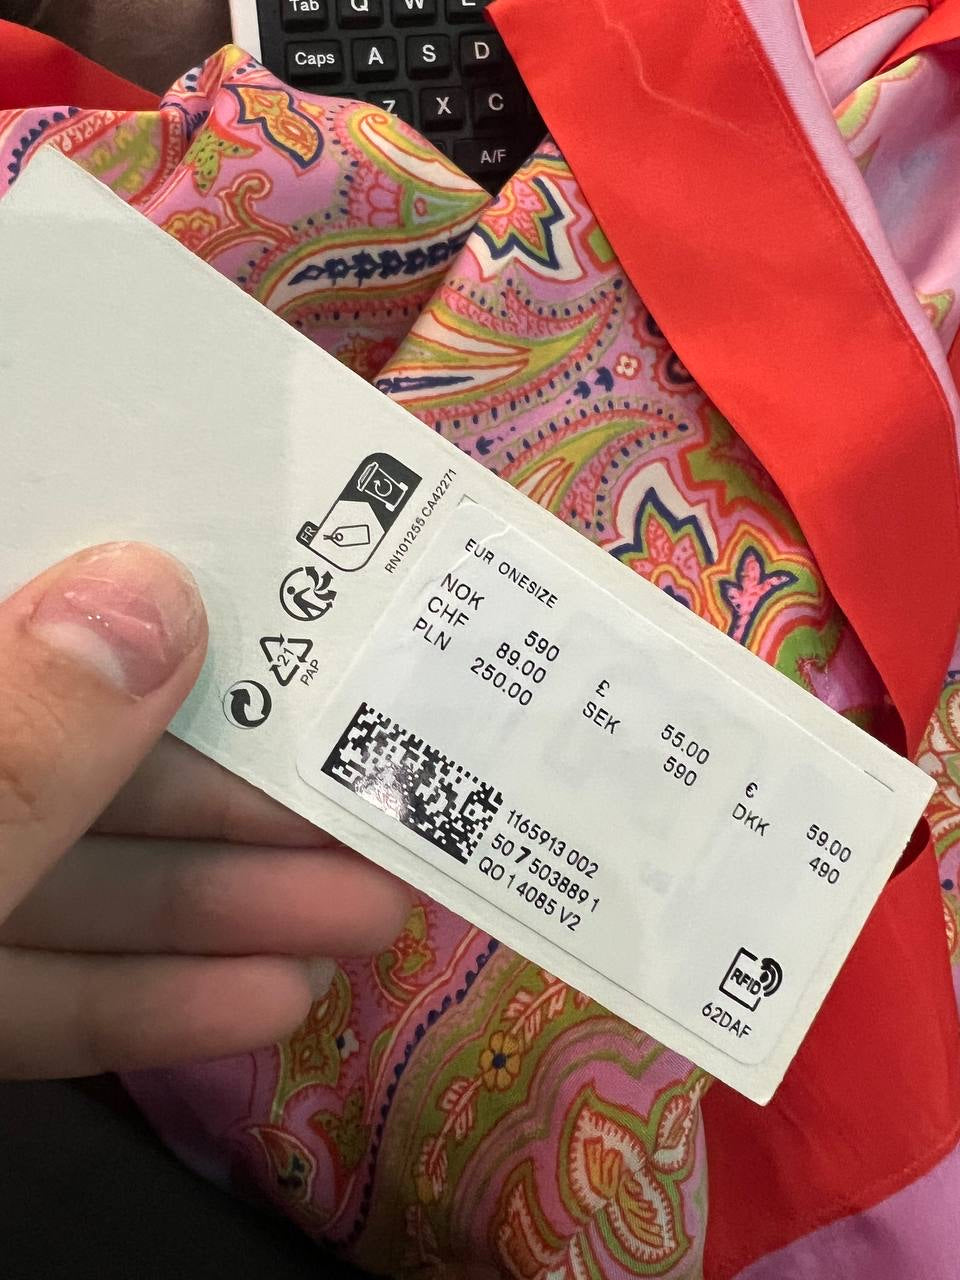 Tab Q W E
Caps A S D
Z X C
A/F
FR
RN101255 CA42271
21
PAP
EUR ONESIZE
NOK 590 £ 55.00 € 59.00
CHF 89.00 SEK 590 DKK 490
PLN 250.00
1165913 002
50 7 503889 1
QO 1 4085 V2
RFID
62DAF